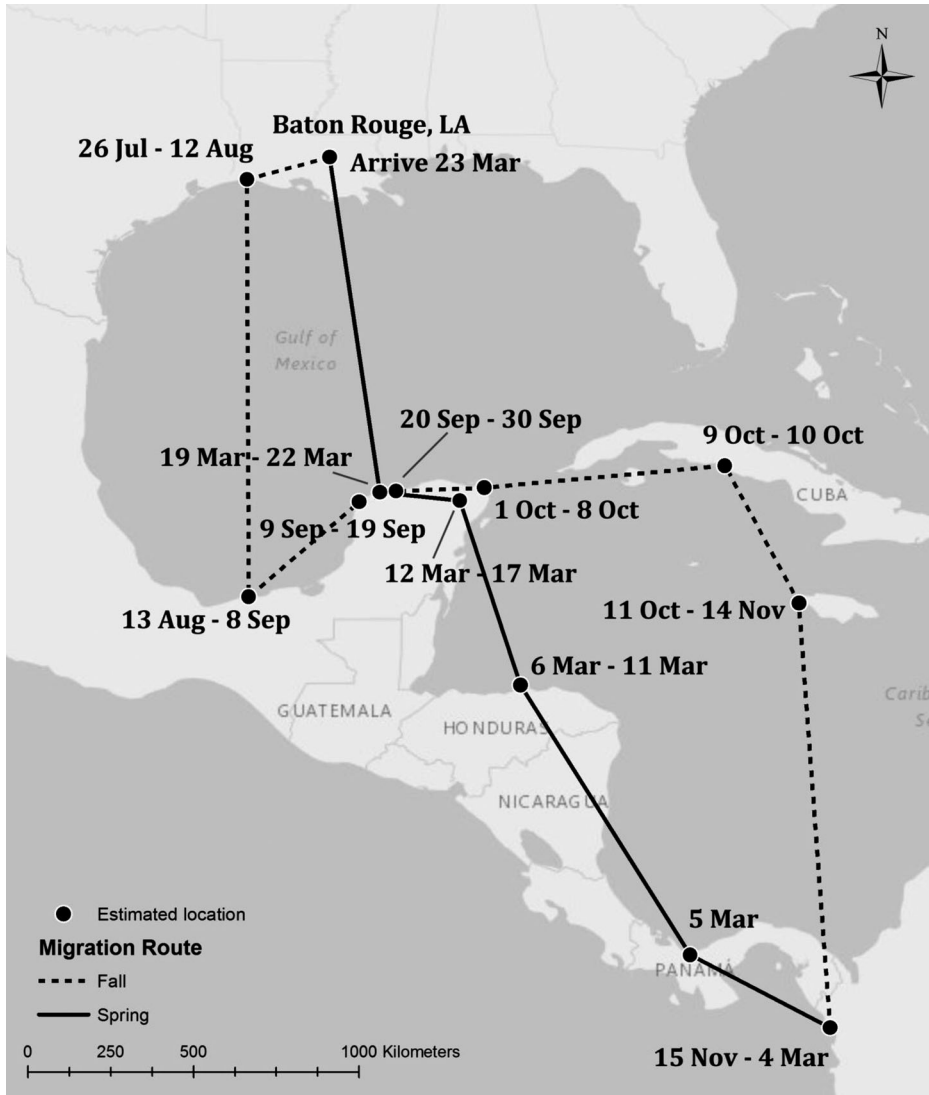 N
Baton Rouge, LA
26 Jul - 12 Aug
Arrive 23 Mar
Gulf of
Mexico
20 Sep - 30 Sep
9 Oct - 10 Oct
19 Mar - 22 Mar
CUBA
9 Sep - 19 Sep
1 Oct - 8 Oct
12 Mar - 17 Mar
13 Aug - 8 Sep
11 Oct - 14 Nov
6 Mar - 11 Mar
Carib
GUATEMALA
HONDURAS
NICARAGUA
Estimated location
5 Mar
Migration Route
PANAMÁ
Fall
Spring
0 250 500 1000 Kilometers
15 Nov - 4 Mar